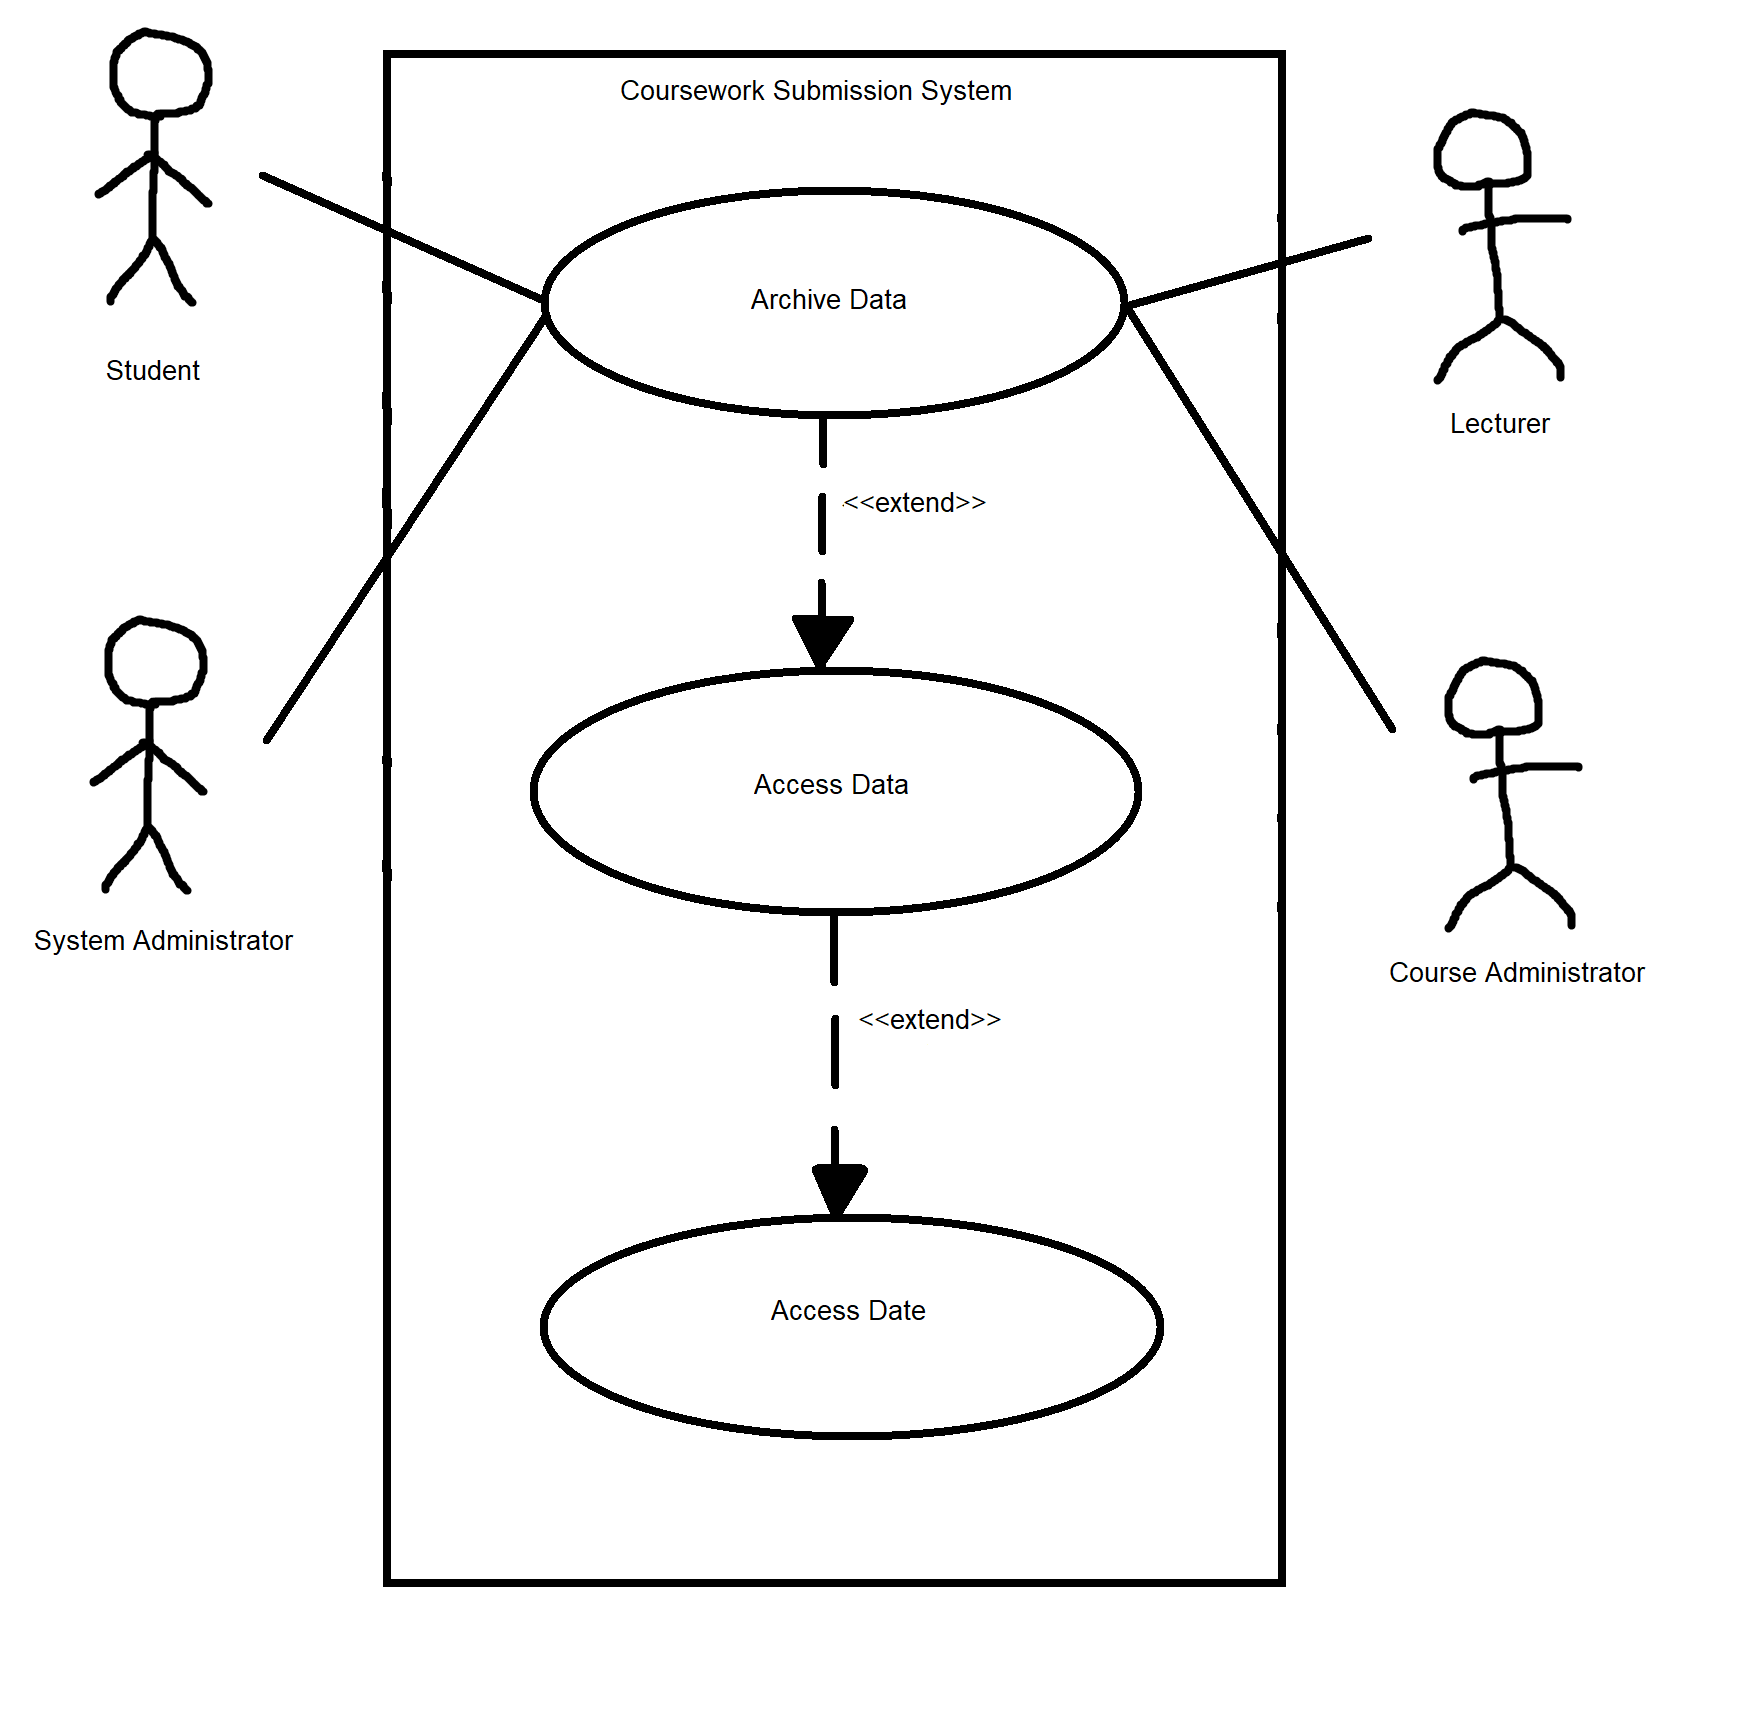 Coursework Submission System
Archive Data
Student
Lecturer
<<extend>>
Access Data
System Administrator
Course Administrator
<<extend>>
Access Date